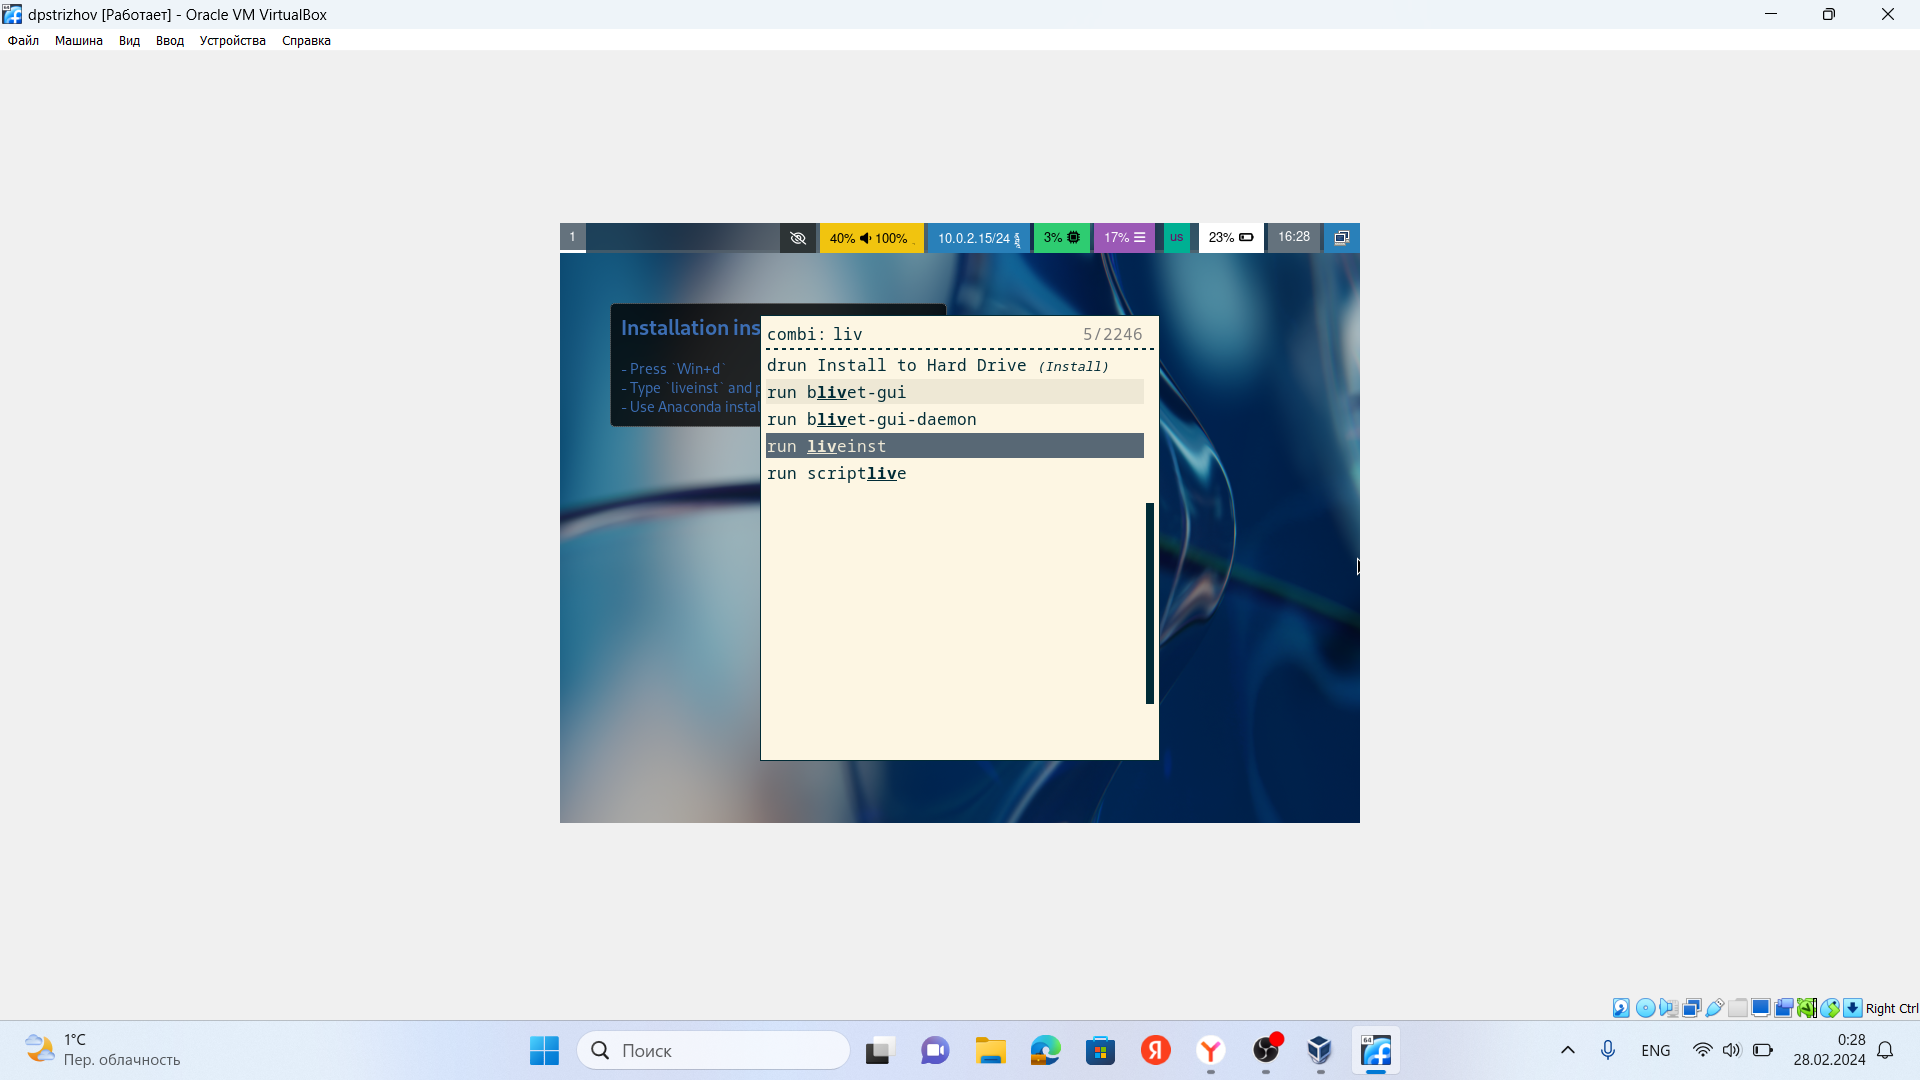 dpstrizhov [Работает] - Oracle VM VirtualBox
Файл Машина Вид Ввод Устройства Справка
1 40% 100% 10.0.2.15/24 3% 17% us 23% 16:28
Installation ins
- Press `Win+d`
- Type `liveinst` and p
- Use Anaconda instal
combi: liv 5/2246
drun Install to Hard Drive (Install)
run blivet-gui
run blivet-gui-daemon
run liveinst
run scriptlive
Right Ctrl
1°C
Пер. облачность
Поиск
64
ENG
0:28
28.02.2024